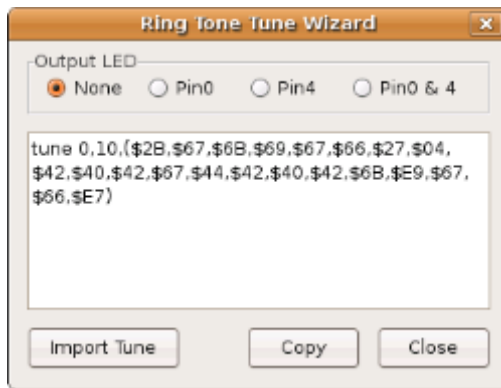 Ring Tone Tune Wizard
Output LED
None Pin0 Pin4 Pin0 & 4
tune 0,10,($2B,$67,$6B,$69,$67,$66,$27,$04,
$42,$40,$42,$67,$44,$42,$40,$42,$6B,$E9,$67,
$66,$E7)
Import Tune Copy Close